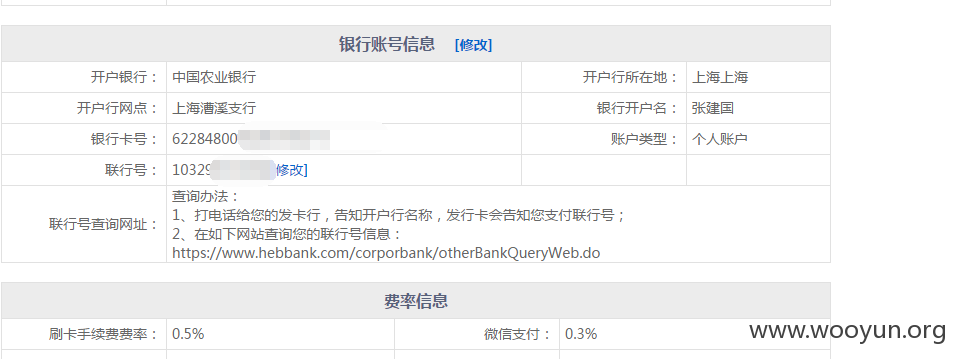 银行账号信息 [修改]
开户银行： 中国农业银行 开户行所在地： 上海上海
开户行网点： 上海漕溪支行 银行开户名： 张建国
银行卡号： 62284800 账户类型： 个人账户
联行号： 10329 修改]
查询办法：
1、打电话给您的发卡行，告知开户行名称，发行卡会告知您支付联行号；
联行号查询网址：
2、在如下网站查询您的联行号信息：
https://www.hebbank.com/corporbank/otherBankQueryWeb.do
费率信息
刷卡手续费费率： 0.5% 微信支付： 0.3%
www.wooyun.org